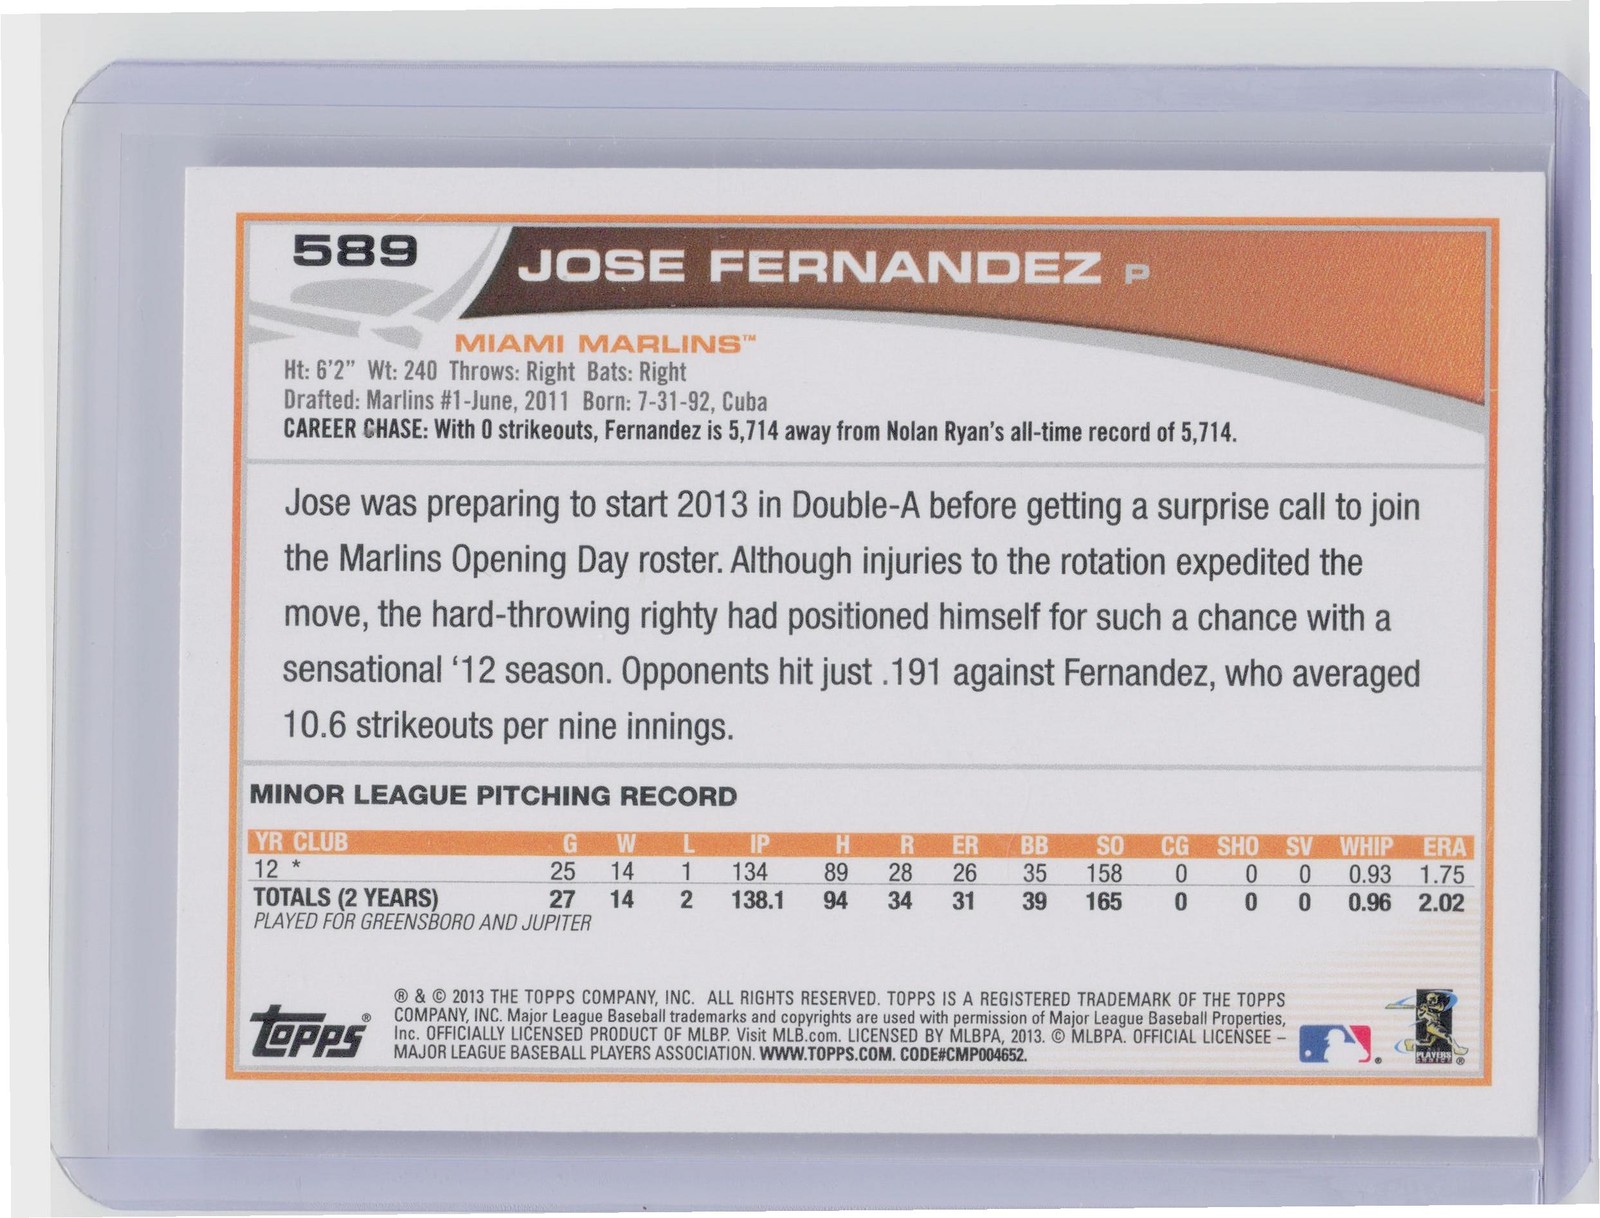 589
JOSE FERNANDEZ P
MIAMI MARLINS™
Ht: 6'2" Wt: 240 Throws: Right Bats: Right
Drafted: Marlins #1-June, 2011 Born: 7-31-92, Cuba
CAREER CHASE: With 0 strikeouts, Fernandez is 5,714 away from Nolan Ryan's all-time record of 5,714.
Jose was preparing to start 2013 in Double-A before getting a surprise call to join
the Marlins Opening Day roster. Although injuries to the rotation expedited the
move, the hard-throwing righty had positioned himself for such a chance with a
sensational ‘12 season. Opponents hit just .191 against Fernandez, who averaged
10.6 strikeouts per nine innings.
MINOR LEAGUE PITCHING RECORD
YR CLUB G W L IP H R ER BB SO CG SHO SV WHIP ERA
12 * 25 14 1 134 89 28 26 35 158 0 0 0 0.93 1.75
TOTALS (2 YEARS) 27 14 2 138.1 94 34 31 39 165 0 0 0 0.96 2.02
PLAYED FOR GREENSBORO AND JUPITER
® & © 2013 THE TOPPS COMPANY, INC. ALL RIGHTS RESERVED. TOPPS IS A REGISTERED TRADEMARK OF THE TOPPS
COMPANY, INC. Major League Baseball trademarks and copyrights are used with permission of Major League Baseball Properties,
Inc. OFFICIALLY LICENSED PRODUCT OF MLBP. Visit MLB.com. LICENSED BY MLBPA, 2013. © MLBPA. OFFICIAL LICENSEE –
MAJOR LEAGUE BASEBALL PLAYERS ASSOCIATION. WWW.TOPPS.COM. CODE#CMP004652.
topps®
®
PLAYERS
CHOICE ®